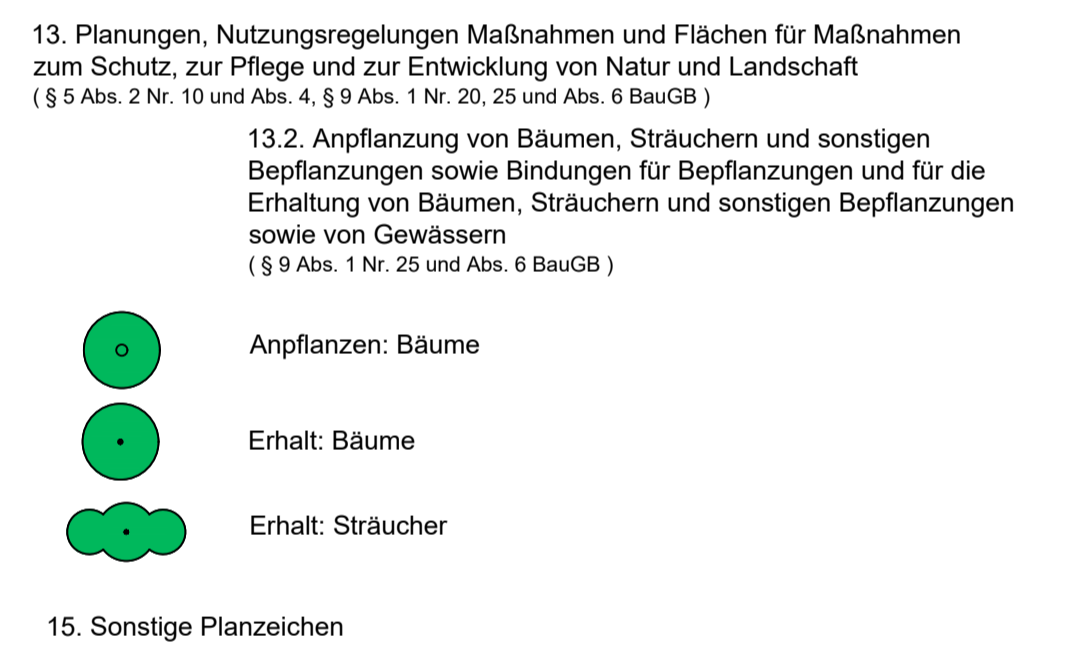 13. Planungen, Nutzungsregelungen Maßnahmen und Flächen für Maßnahmen
zum Schutz, zur Pflege und zur Entwicklung von Natur und Landschaft
( § 5 Abs. 2 Nr. 10 und Abs. 4, § 9 Abs. 1 Nr. 20, 25 und Abs. 6 BauGB )
13.2. Anpflanzung von Bäumen, Sträuchern und sonstigen
Bepflanzungen sowie Bindungen für Bepflanzungen und für die
Erhaltung von Bäumen, Sträuchern und sonstigen Bepflanzungen
sowie von Gewässern
( § 9 Abs. 1 Nr. 25 und Abs. 6 BauGB )
Anpflanzen: Bäume
Erhalt: Bäume
Erhalt: Sträucher
15. Sonstige Planzeichen